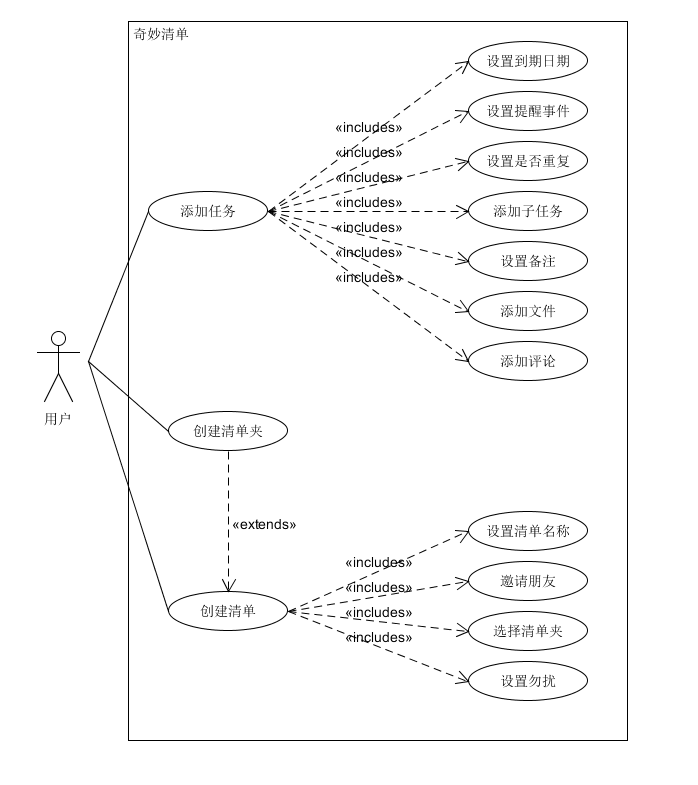 奇妙清单
设置到期日期
设置提醒事件
设置是否重复
添加子任务
设置备注
添加文件
添加评论
«includes»
«includes»
«includes»
«includes»
«includes»
«includes»
«includes»
添加任务
用户
创建清单夹
«extends»
创建清单
«includes»
«includes»
«includes»
«includes»
设置清单名称
邀请朋友
选择清单夹
设置勿扰